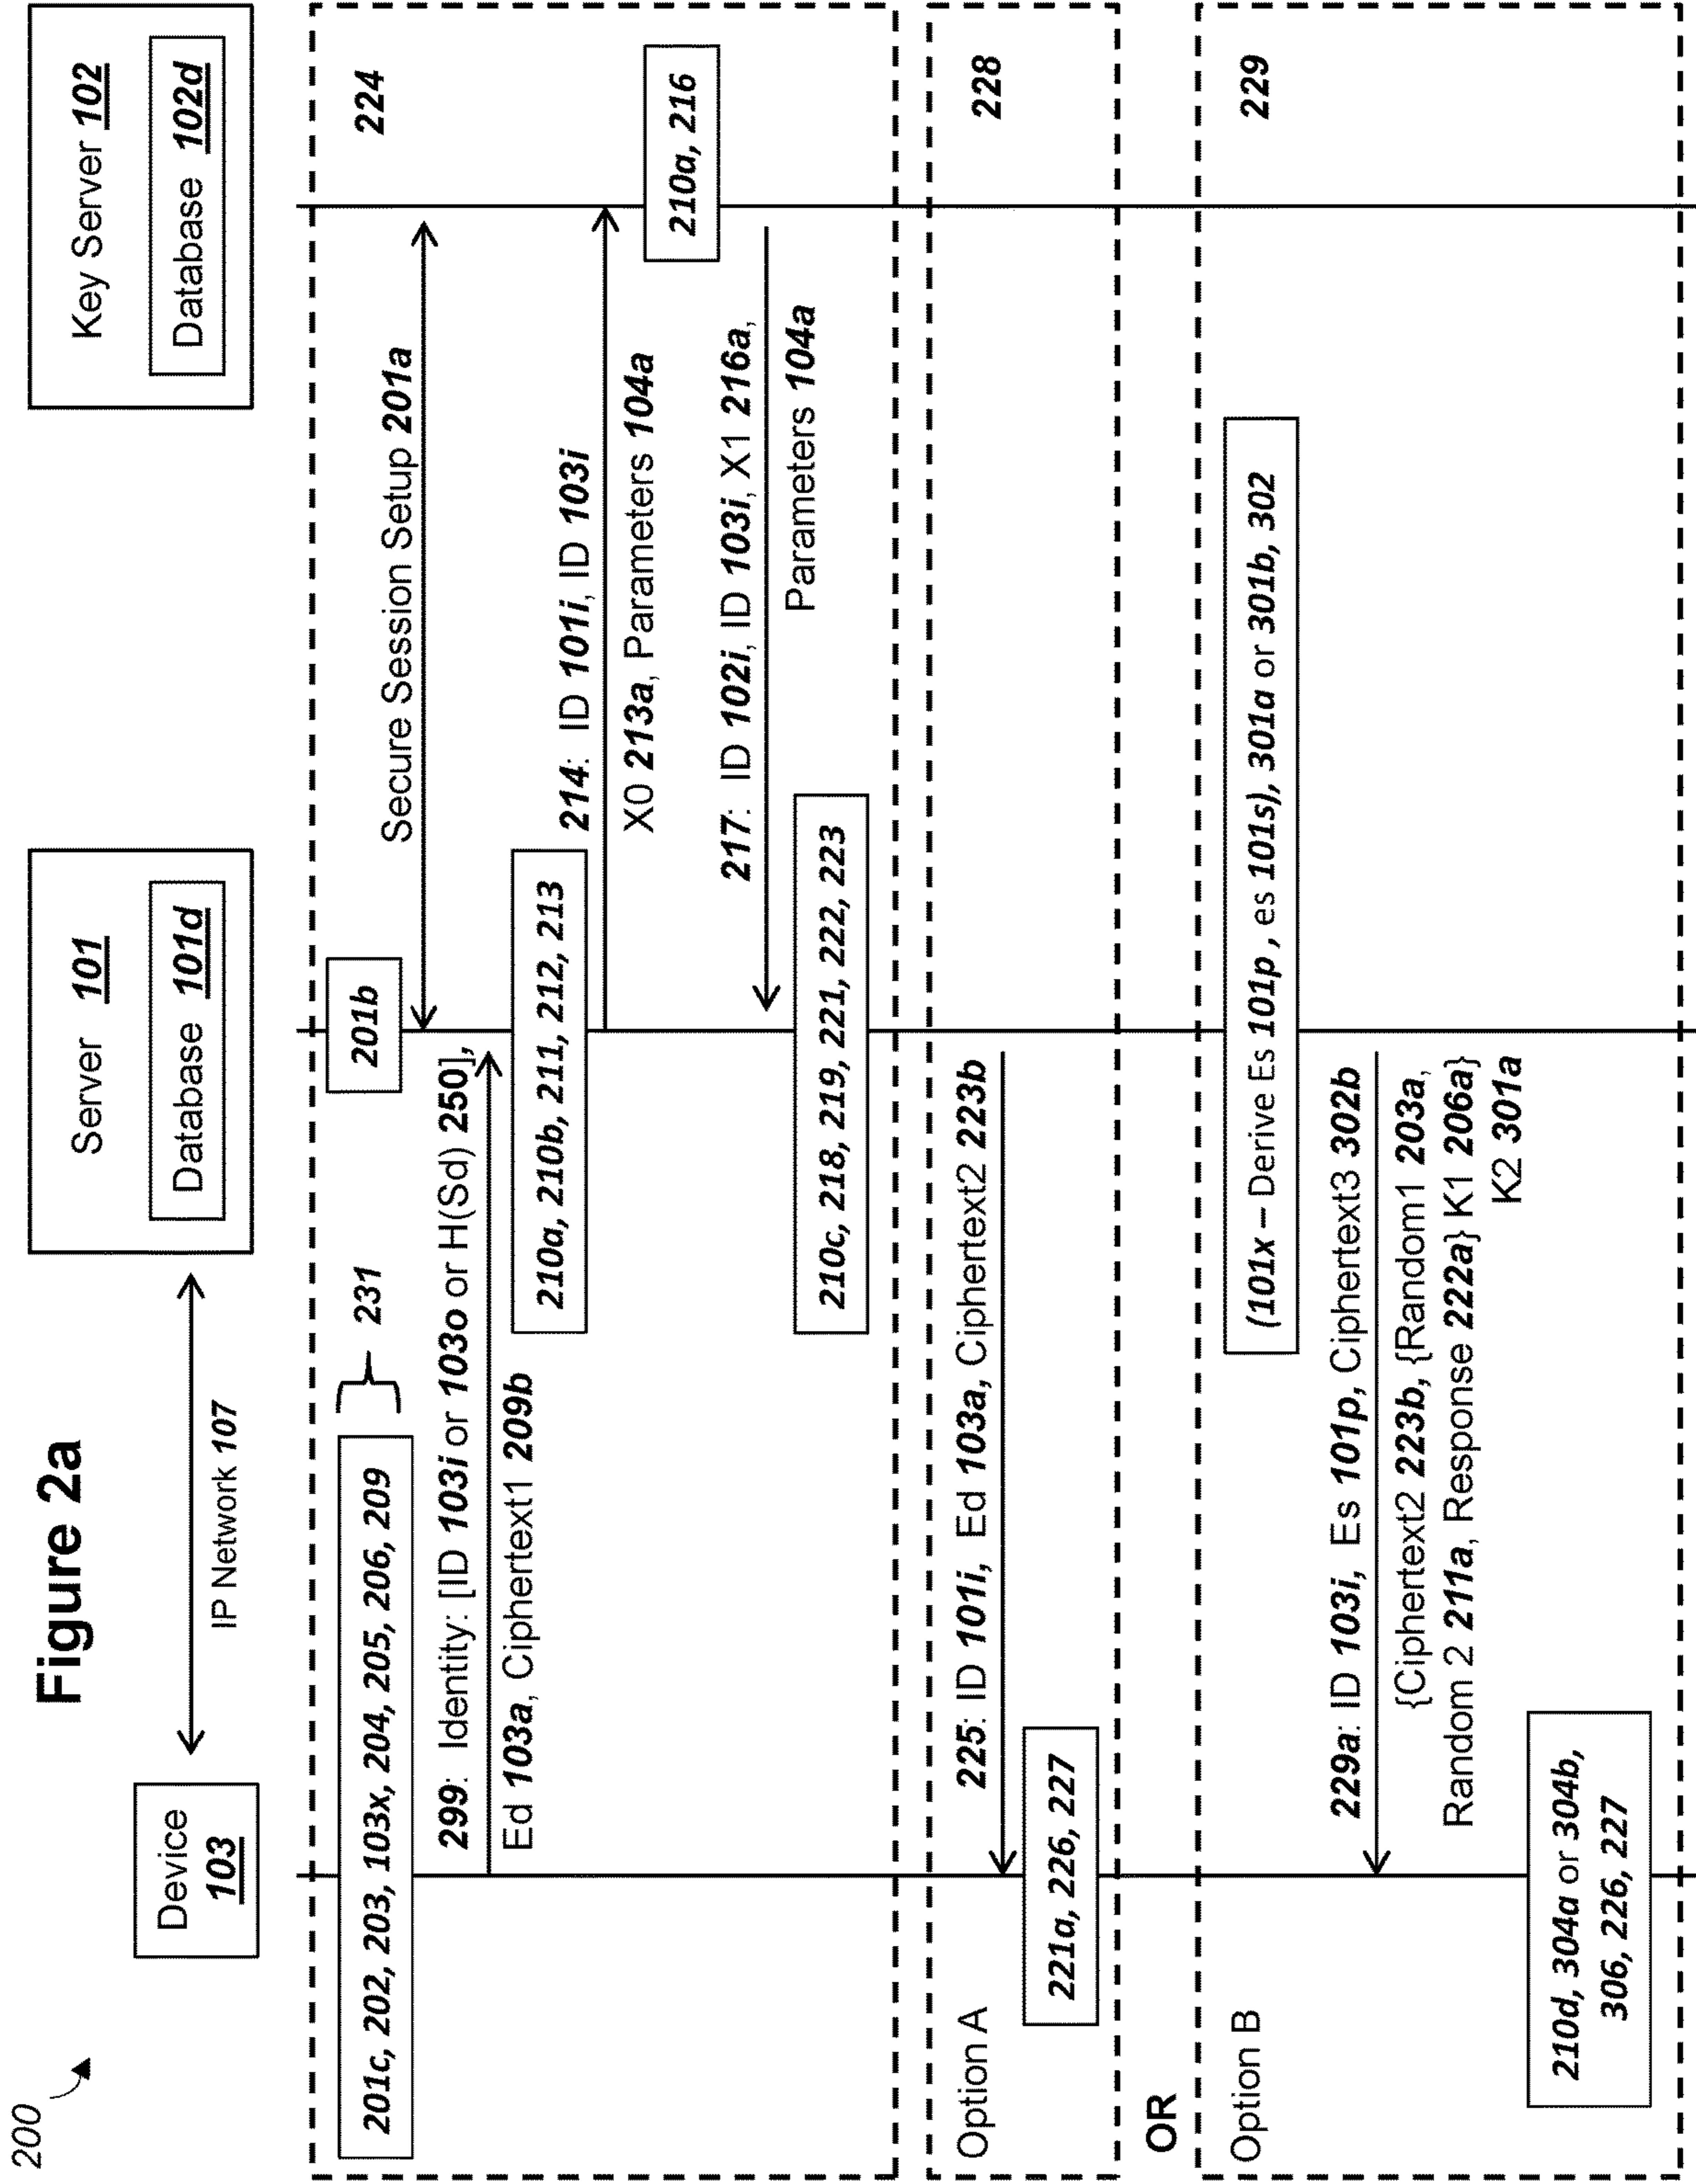 200
Figure 2a
Device
103
IP Network 107
Server 101
Database 101d
Key Server 102
Database 102d
201c, 202, 203, 103x, 204, 205, 206, 209
231
201b
224
Secure Session Setup 201a
299: Identity: [ID 103i or 103o or H(Sd) 250],
Ed 103a, Ciphertext1 209b
210a, 210b, 211, 212, 213
214: ID 101i, ID 103i
X0 213a, Parameters 104a
210a, 216
217: ID 102i, ID 103i, X1 216a,
Parameters 104a
210c, 218, 219, 221, 222, 223
Option A
225: ID 101i, Ed 103a, Ciphertext2 223b
228
221a, 226, 227
OR
Option B
229
(101x – Derive Es 101p , es 101s), 301a or 301b, 302
229a: ID 103i, Es 101p, Ciphertext3 302b
{Ciphertext2 223b, {Random1 203a,
Random 2 211a, Response 222a} K1 206a}
K2 301a
210d, 304a or 304b,
306, 226, 227